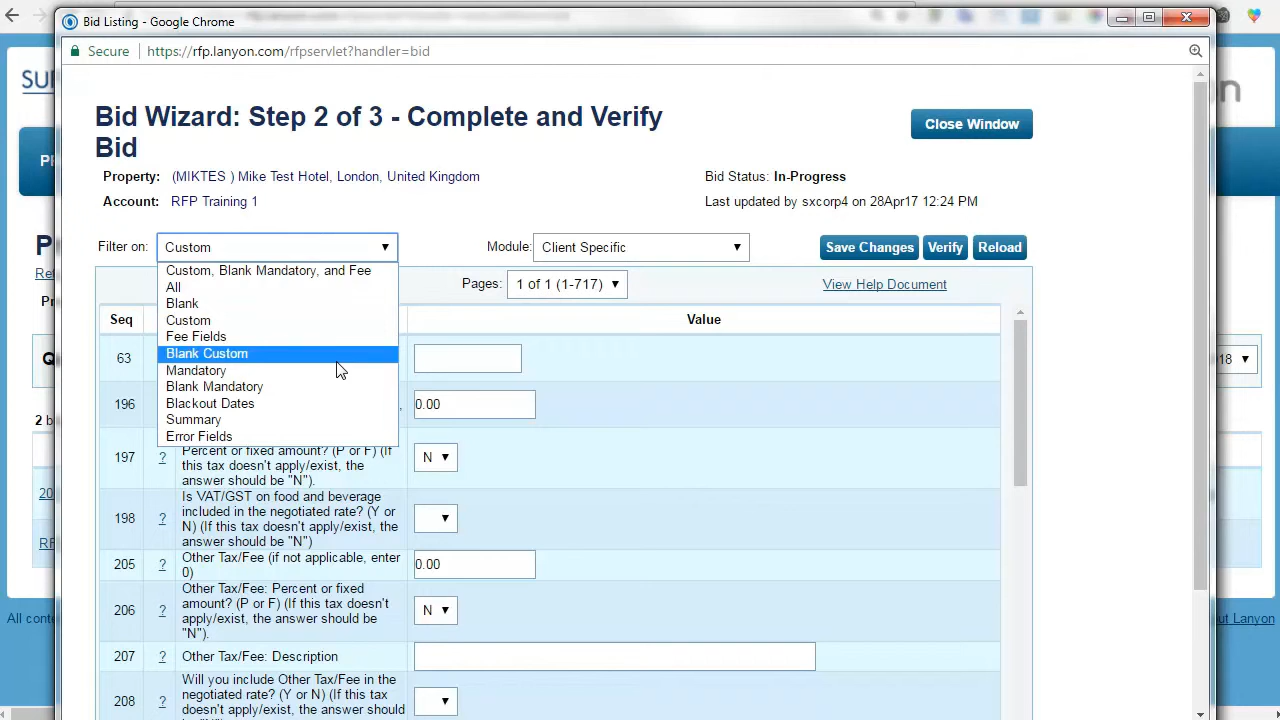 Bid Listing - Google Chrome
Secure
https://rfp.lanyon.com/rfpservlet?handler=bid
Bid Wizard: Step 2 of 3 - Complete and Verify
Bid
Close Window
Property: (MIKTES ) Mike Test Hotel, London, United Kingdom
Bid Status: In-Progress
Account: RFP Training 1
Last updated by sxcorp4 on 28Apr17 12:24 PM
Filter on: Custom
Module: Client Specific
Save Changes
Verify
Reload
Custom, Blank Mandatory, and Fee
All
Blank
Custom
Fee Fields
Blank Custom
Mandatory
Blank Mandatory
Blackout Dates
Summary
Error Fields
Pages: 1 of 1 (1-717)
View Help Document
Seq
Value
63
196
0.00
197
?
Percent or fixed amount? (P or F) (If
this tax doesn't apply/exist, the
answer should be "N").
N
198
?
Is VAT/GST on food and beverage
included in the negotiated rate? (Y or
N) (If this tax doesn't apply/exist, the
answer should be "N")
205
?
Other Tax/Fee (if not applicable, enter
0)
0.00
206
?
Other Tax/Fee: Percent or fixed
amount? (P or F) (If this tax doesn't
apply/exist, the answer should be
"N").
N
207
?
Other Tax/Fee: Description
208
?
Will you include Other Tax/Fee in the
negotiated rate? (Y or N) (If this tax
doesn't apply/exist, the answer should
SU
P
Re
2 b
20
RF
All conte
18
ut Lanyon